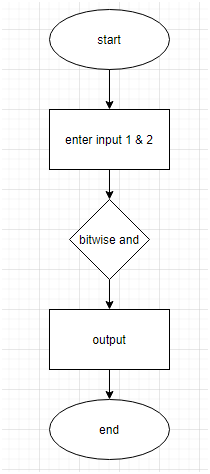 start
enter input 1 & 2
bitwise and
output
end